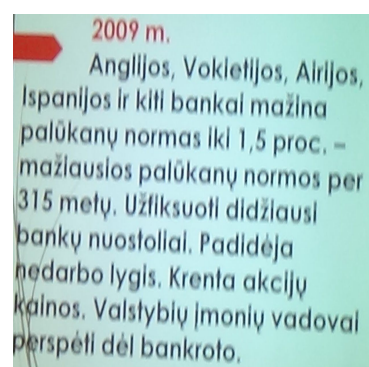 2009 m.
Anglijos, Vokietijos, Airijos,
Ispanijos ir kiti bankai mažina
palūkanų normas iki 1,5 proc. –
mažiausios palūkanų normos per
315 metų. Užfiksuoti didžiausi
bankų nuostoliai. Padidėja
nedarbo lygis. Krenta akcijų
kainos. Valstybių įmonių vadovai
perspėti dėl bankroto.